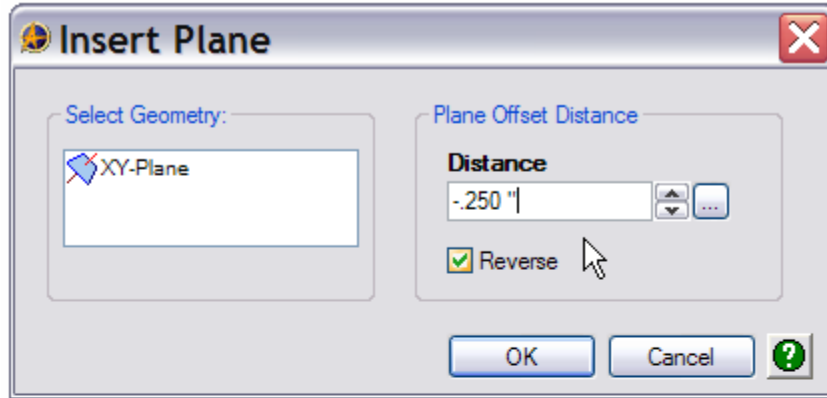 Insert Plane
Select Geometry:
XY-Plane
Plane Offset Distance
Distance
-.250 "
...
Reverse
OK
Cancel
?